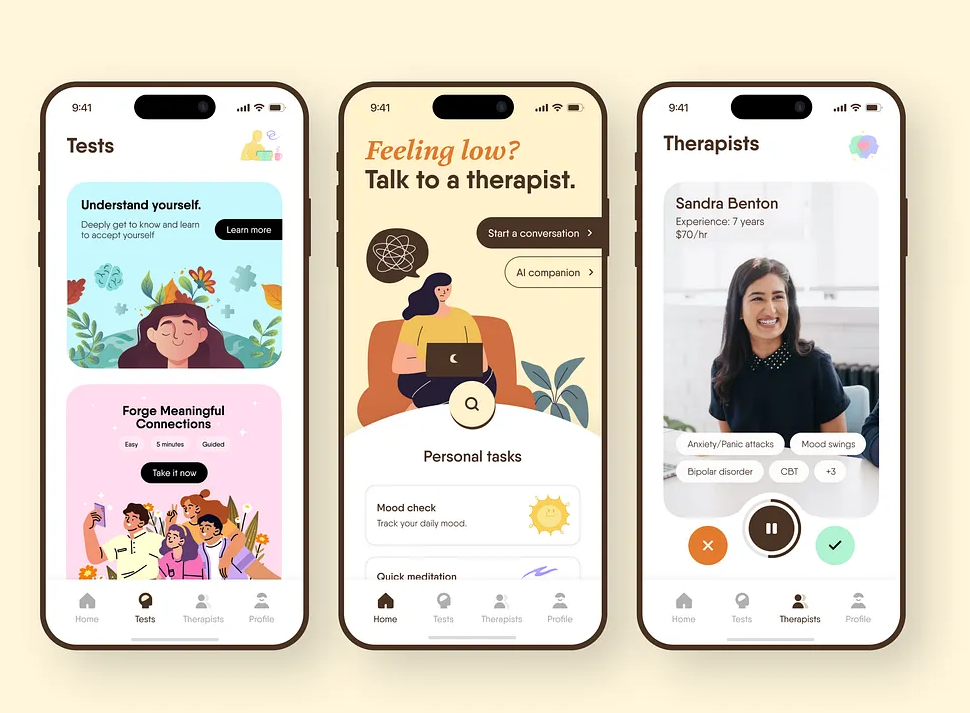 9:41
Tests
Understand yourself.
Deeply get to know and learn
to accept yourself
Learn more
Forge Meaningful
Connections
Easy
5 minutes
Guided
Take it now
Home
Tests
Therapists
Profile
9:41
Feeling low?
Talk to a therapist.
Start a conversation
AI companion
Personal tasks
Mood check
Track your daily mood.
Quick meditation
Home
Tests
Therapists
Profile
9:41
Therapists
Sandra Benton
Experience: 7 years
$70/hr
Anxiety/Panic attacks
Mood swings
Bipolar disorder
CBT
+3
Home
Tests
Therapists
Profile